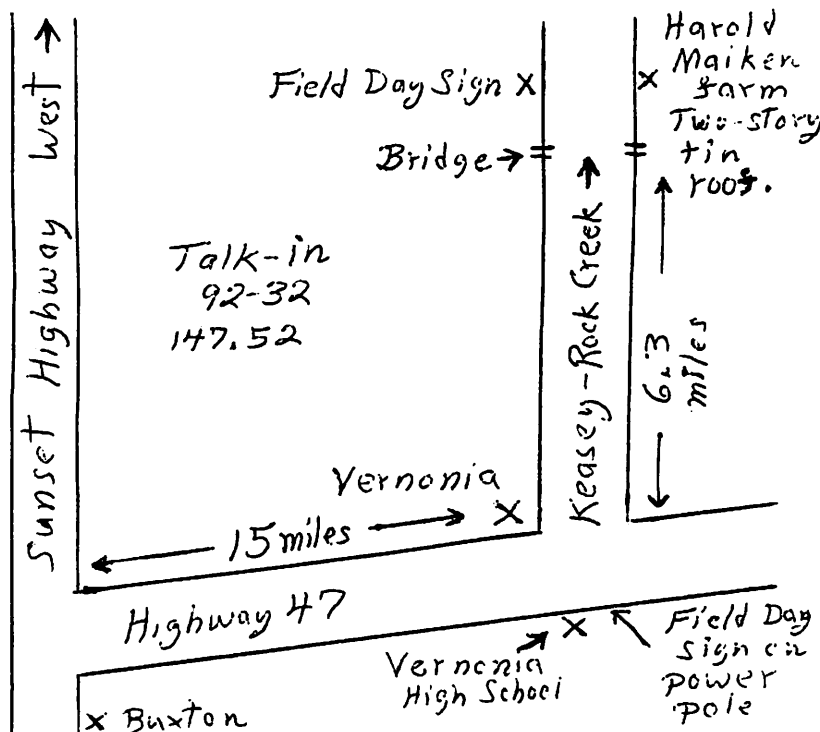 Sunset Highway West
Field Day Sign
Harold
Maiken
farm
Two-story
tin
roof.
Bridge
Talk-in
92-32
147.52
Keasey-Rock Creek
6.3
miles
Vernonia
15 miles
Highway 47
Vernonia
High School
Field Day
Sign on
power
pole
Buxton